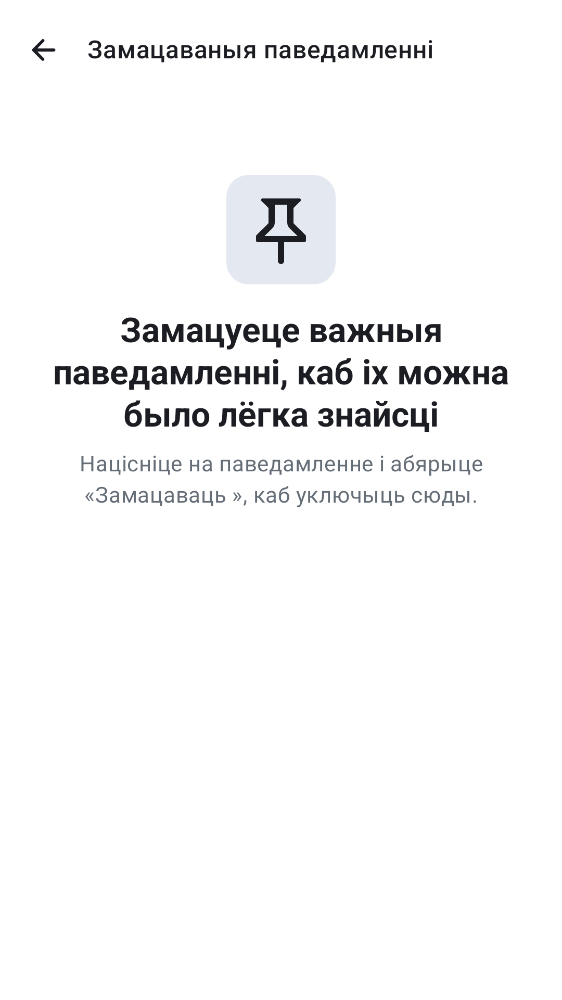 Замацаваныя паведамленні
Замацуеце важныя
паведамленні, каб іх можна
было лёгка знайсці
Націсніце на паведамленне і абярыце
«Замацаваць », каб уключыць сюды.